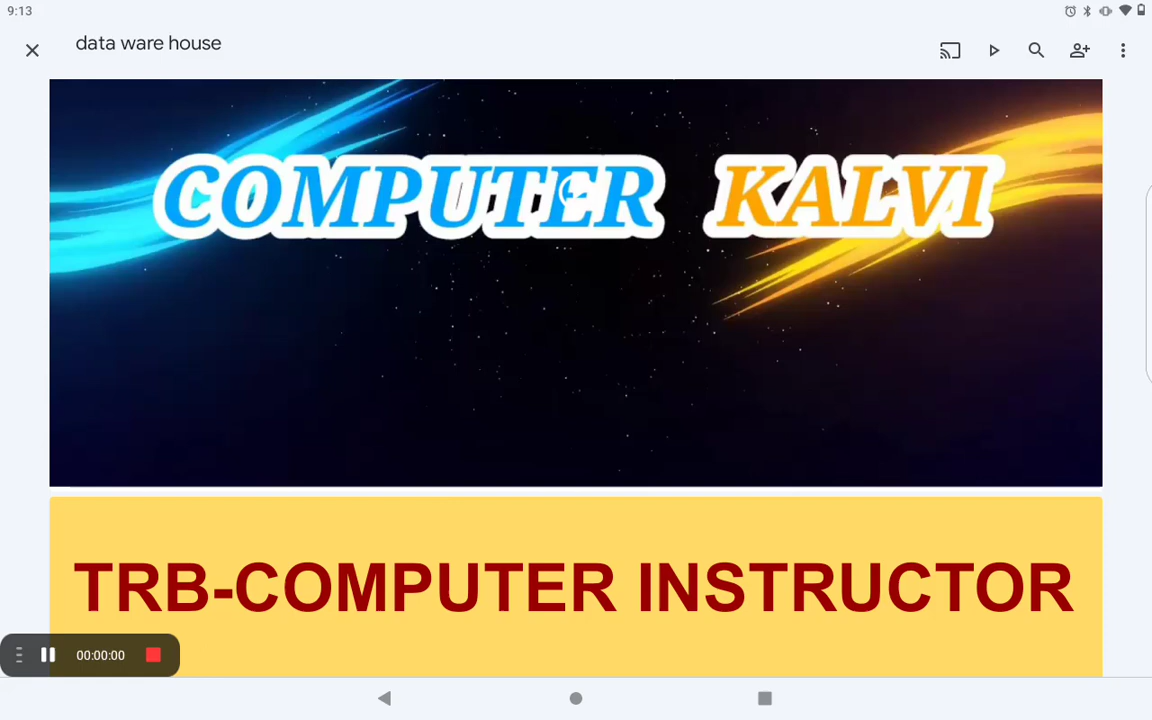 9:13
data ware house
COMPUTER KALVI
TRB-COMPUTER INSTRUCTOR
00:00:00